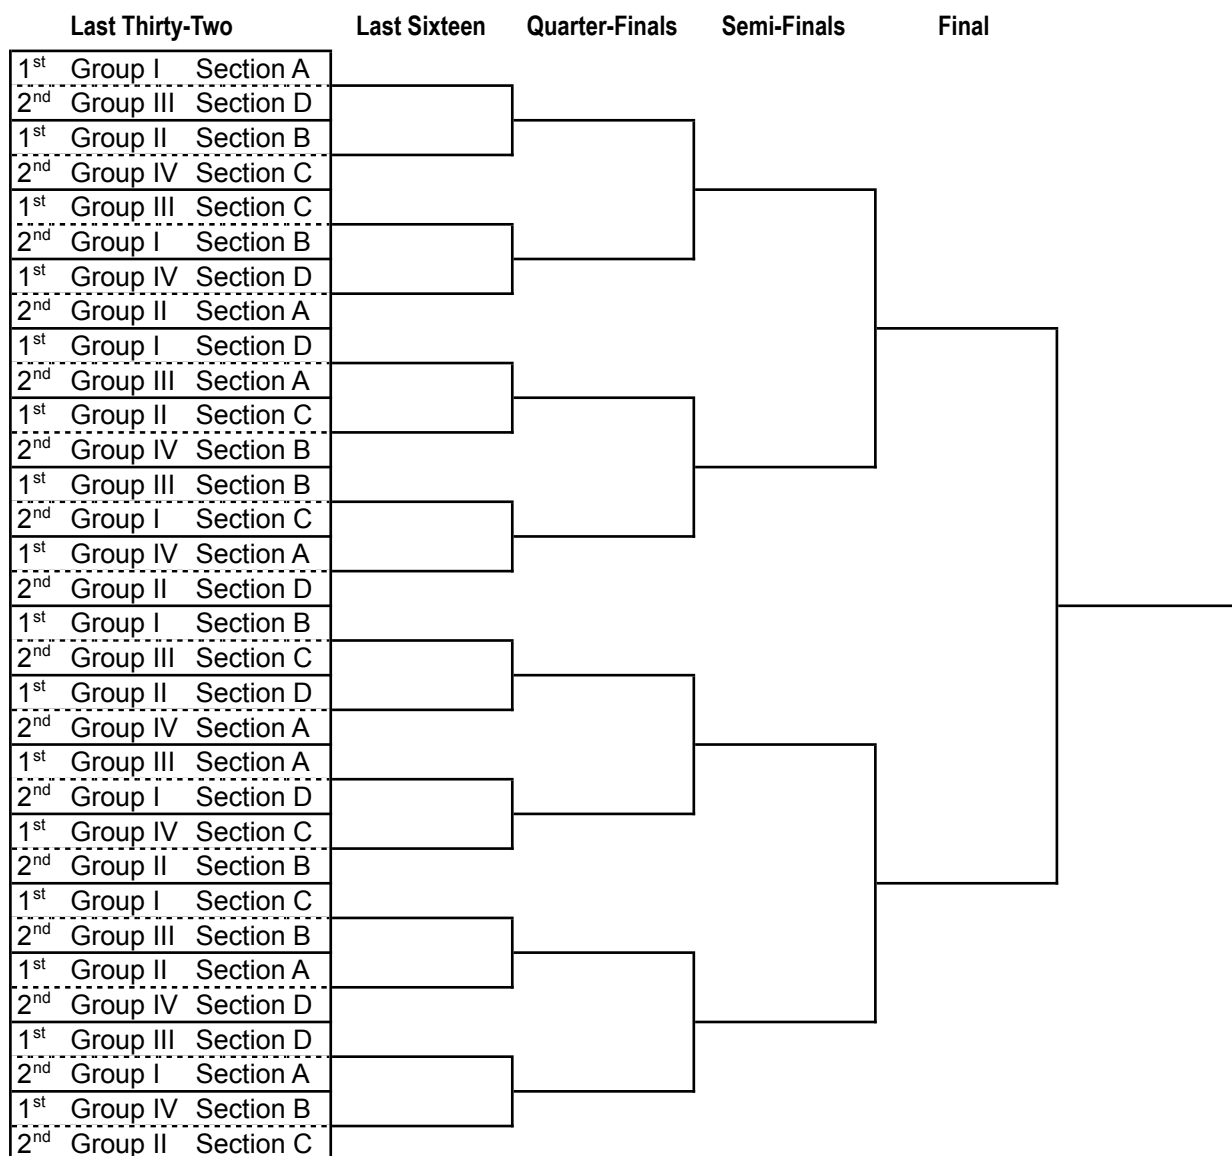 Last Thirty-Two Last Sixteen Quarter-Finals Semi-Finals Final
1st Group I Section A
2nd Group III Section D
1st Group II Section B
2nd Group IV Section C
1st Group III Section C
2nd Group I Section B
1st Group IV Section D
2nd Group II Section A
1st Group I Section D
2nd Group III Section A
1st Group II Section C
2nd Group IV Section B
1st Group III Section B
2nd Group I Section C
1st Group IV Section A
2nd Group II Section D
1st Group I Section B
2nd Group III Section C
1st Group II Section D
2nd Group IV Section A
1st Group III Section A
2nd Group I Section D
1st Group IV Section C
2nd Group II Section B
1st Group I Section C
2nd Group III Section B
1st Group II Section A
2nd Group IV Section D
1st Group III Section D
2nd Group I Section A
1st Group IV Section B
2nd Group II Section C